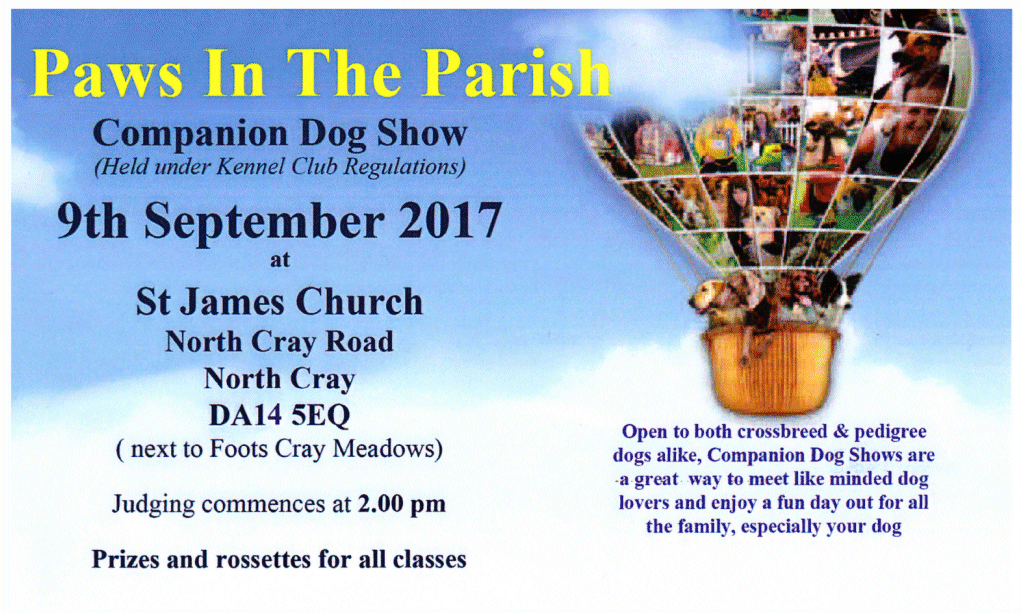 Paws In The Parish
Companion Dog Show
(Held under Kennel Club Regulations)
9th September 2017
at
St James Church
North Cray Road
North Cray
DA14 5EQ
( next to Foots Cray Meadows)
Judging commences at 2.00 pm
Prizes and rossettes for all classes
Open to both crossbreed & pedigree
dogs alike, Companion Dog Shows are
a great way to meet like minded dog
lovers and enjoy a fun day out for all
the family, especially your dog